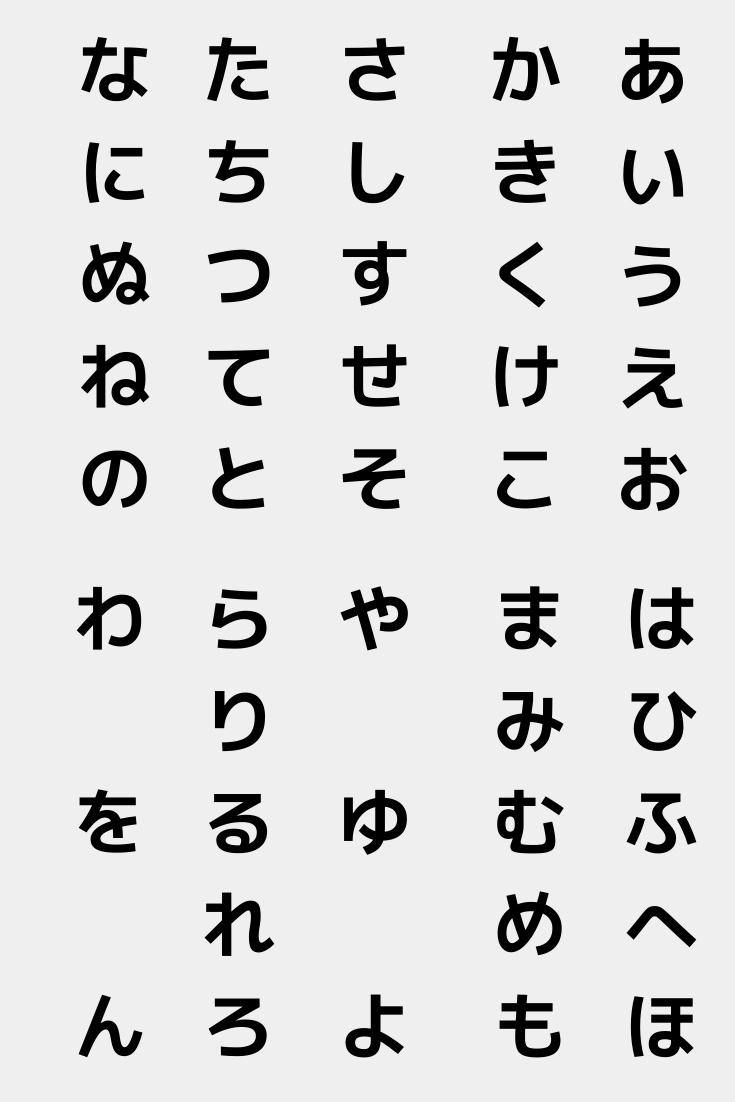 あいうえお
かきくけこ
さしすせそ
たちつてと
なにぬねの
はひふへほ
まみむめも
やゆよ
らりるれろ
わをん